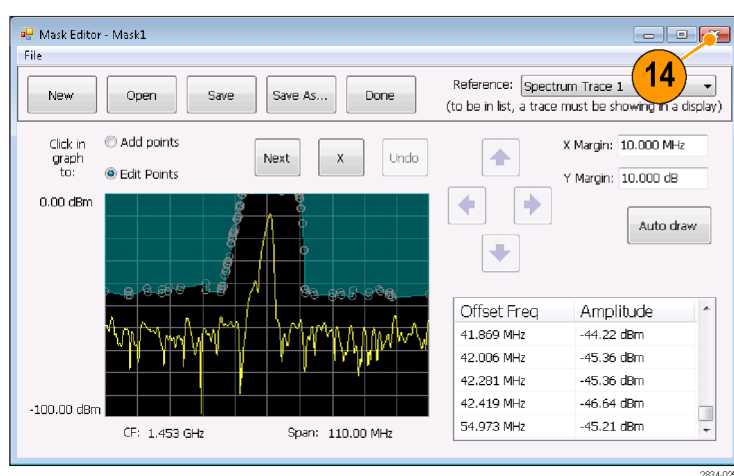 Mask Editor - Mask1
File
New Open Save Save As... Done
Reference: Spectrum Trace 1
(to be in list, a trace must be showing in a display)
14
Click in graph to:
Add points
Edit Points
Next X Undo
X Margin: 10.000 MHz
Y Margin: 10.000 dB
Auto draw
0.00 dBm
-100.00 dBm
CF: 1.453 GHz Span: 110.00 MHz
Offset Freq Amplitude
41.869 MHz -44.22 dBm
42.006 MHz -45.36 dBm
42.281 MHz -45.36 dBm
42.419 MHz -46.64 dBm
54.973 MHz -45.21 dBm